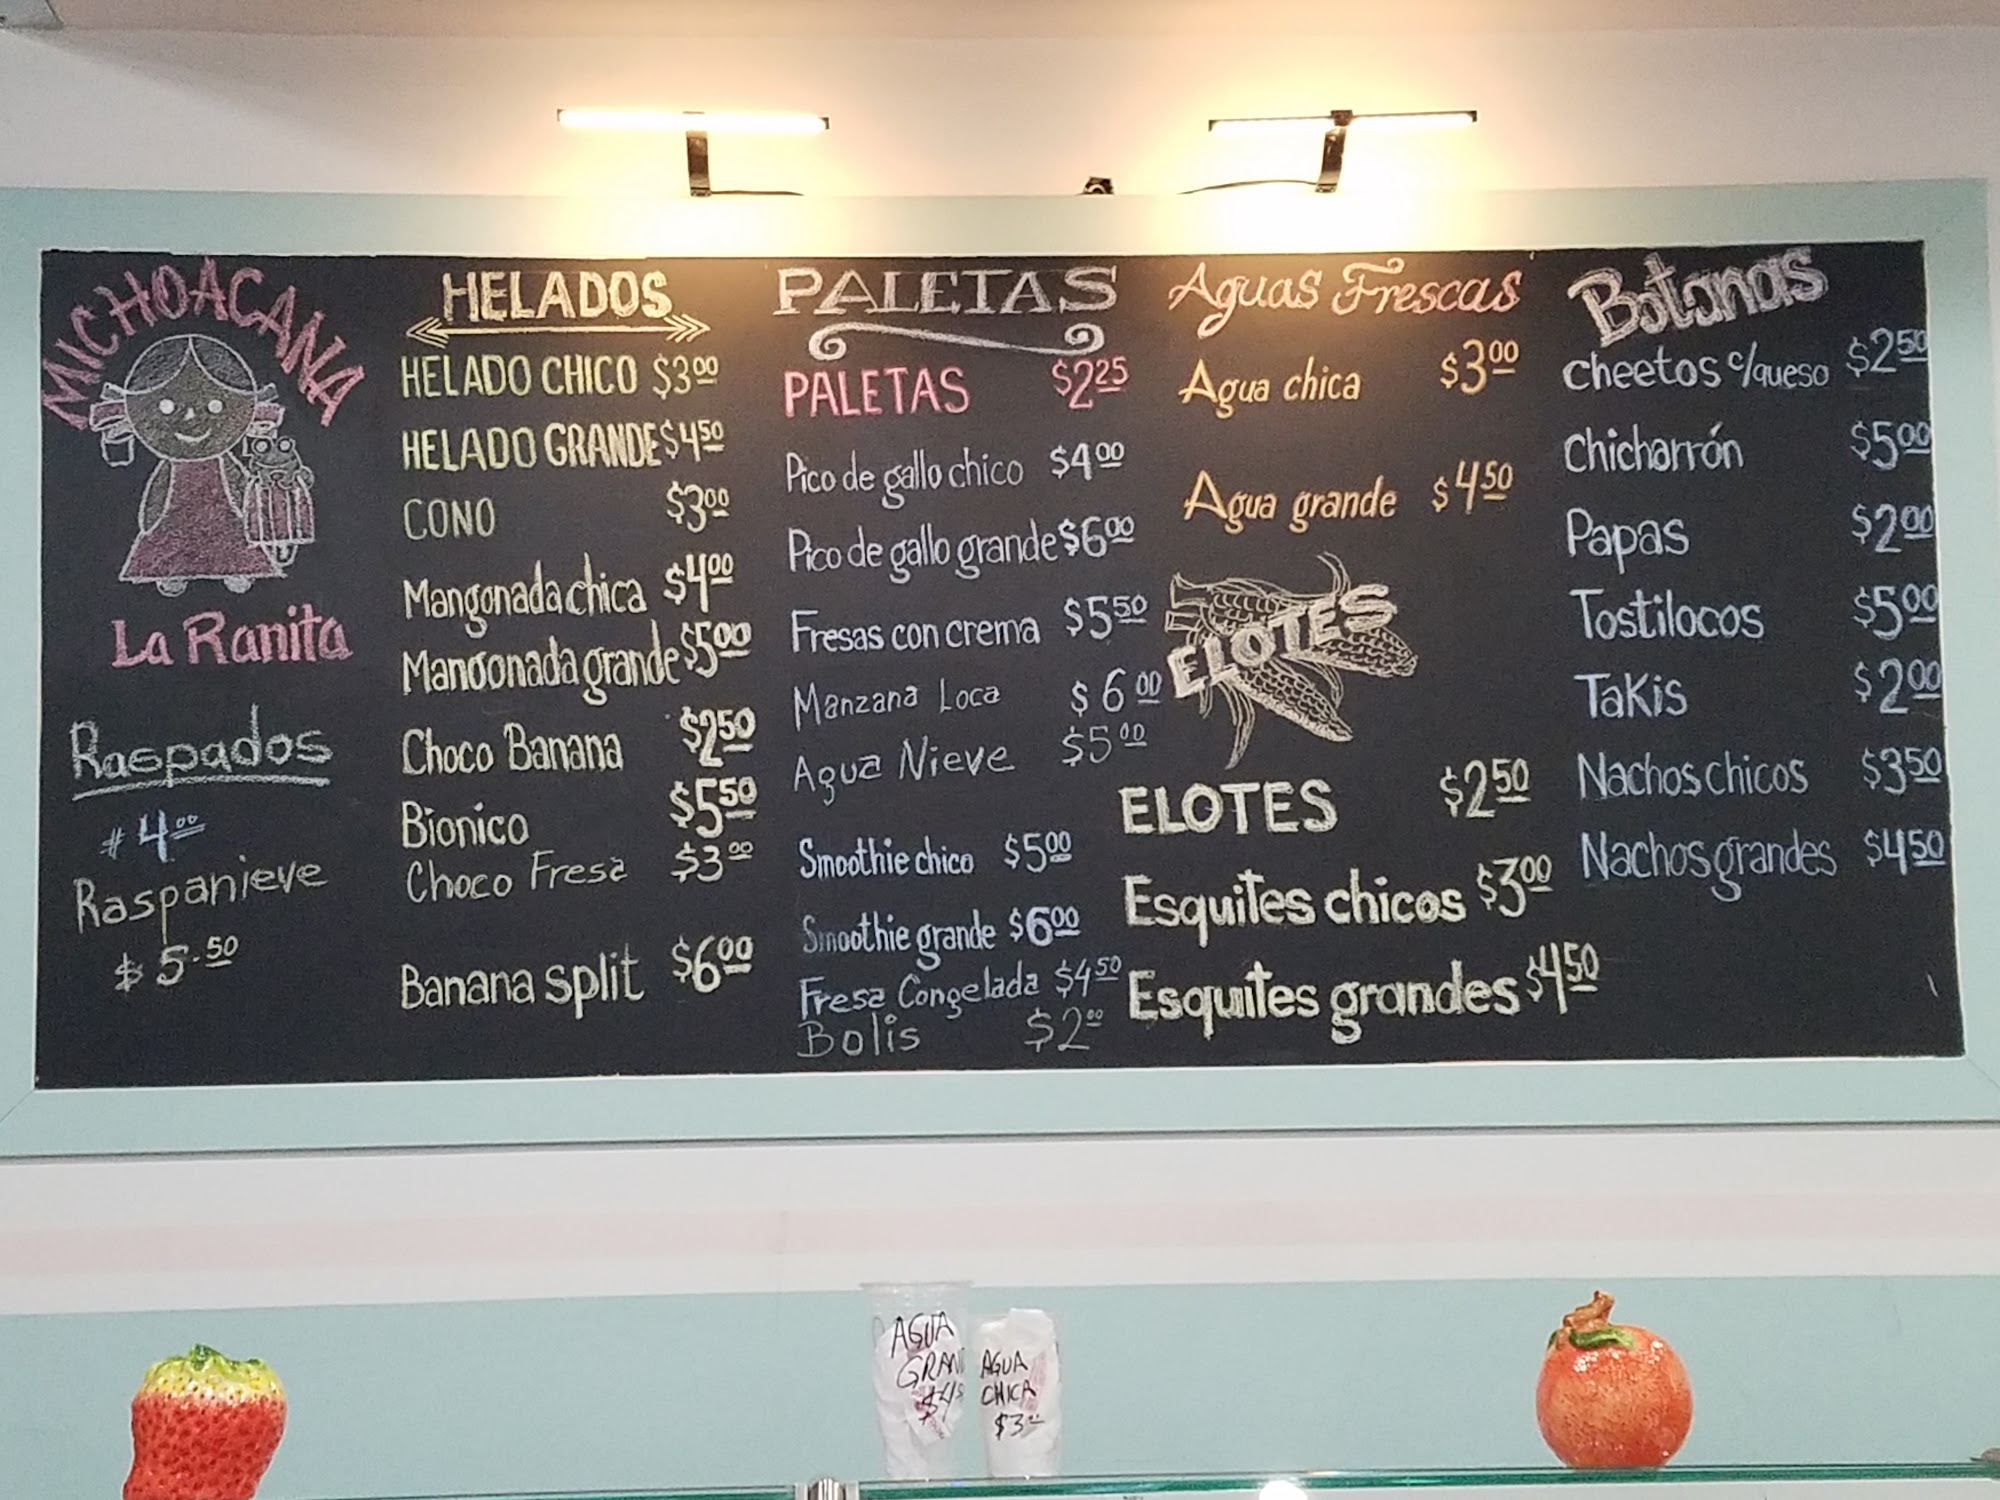 MICHOACANA
La Ranita
Raspados
$ 4.00
Raspanieve
$ 5.50
HELADOS
HELADO CHICO $3.00
HELADO GRANDE $4.50
CONO $3.00
Mangonada chica $4.00
Mangonada grande $5.00
Choco Banana $2.50
Bionico $5.50
Choco Fresa $3.00
Banana split $6.00
PALETAS
PALETAS $2.25
Pico de gallo chico $4.00
Pico de gallo grande $6.00
Fresas con crema $5.50
Manzana Loca $6.00
Agua Nieve $5.00
Smoothie chico $5.00
Smoothie grande $6.00
Fresa Congelada $4.50
Bolis $2.00
Aguas Frescas
Agua chica $3.00
Agua grande $4.50
ELOTES
ELOTES $2.50
Esquites chicos $3.00
Esquites grandes $4.50
Botanas
Cheetos c/queso $2.50
Chicharrón $5.00
Papas $2.00
Tostilocos $5.00
Takis $2.00
Nachos chicos $3.50
Nachos grandes $4.50
AGUA
GRAN
AGUA
CHICA
$3.00